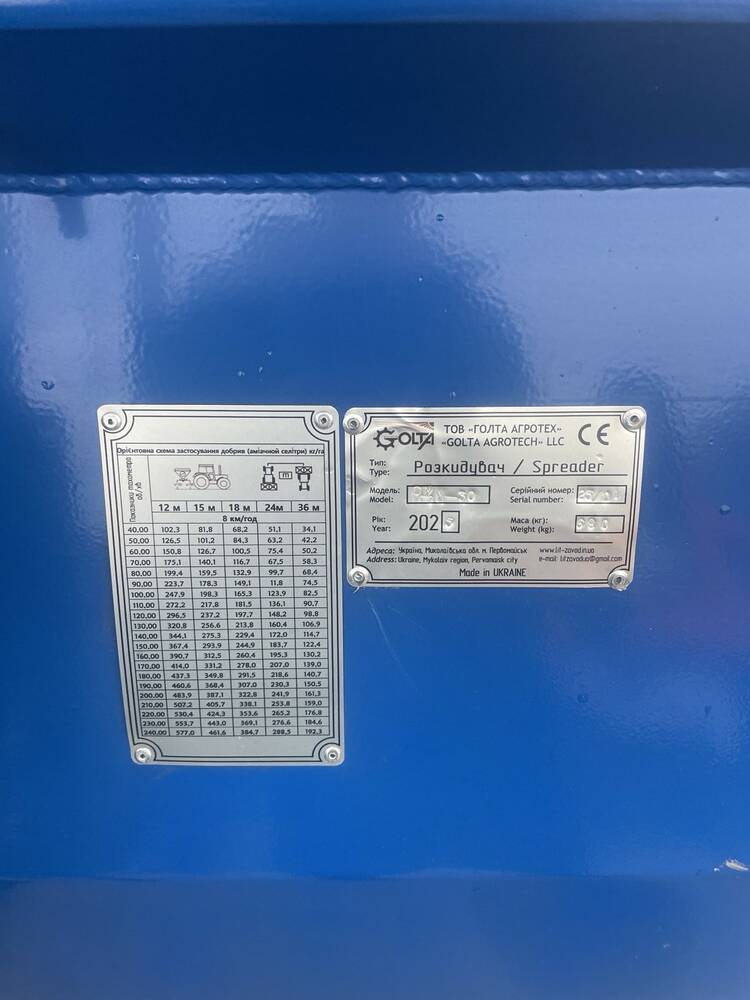 Орієнтовна схема застосування добрив (аміачної селітри) кг/га
Показники тахометра об/хв
m
12 м 15 м 18 м 24м 36 м
8 км/год
40,00 102,3 81,8 68,2 51,1 34,1
50,00 126,5 101,2 84,3 63,2 42,2
60,00 150,8 126,7 100,5 75,4 50,2
70,00 175,1 140,1 116,7 67,5 58,3
80,00 199,4 159,5 132,9 99,7 68,4
90,00 223,7 178,3 149,1 11,8 74,5
100,00 247,9 198,3 165,3 123,9 82,5
110,00 272,2 217,8 181,5 136,1 90,7
120,00 296,5 237,2 197,7 148,2 98,8
130,00 320,8 256,6 213,8 160,4 106,9
140,00 344,1 275,3 229,4 172,0 114,7
150,00 367,4 293,9 244,9 183,7 122,4
160,00 390,7 312,5 260,4 195,3 130,2
170,00 414,0 331,2 278,0 207,0 139,0
180,00 437,3 349,8 291,5 218,6 140,7
190,00 460,6 368,4 307,0 230,3 150,5
200,00 483,9 387,1 322,8 241,9 161,3
210,00 507,2 405,7 338,1 253,8 159,0
220,00 530,4 424,3 353,6 265,2 176,8
230,00 553,7 443,0 369,1 276,6 184,6
240,00 577,0 461,6 384,7 288,5 192,3
GOLTA ТОВ «ГОЛТА АГРОТЕХ» CE
«GOLTA AGROTECH» LLC
Тип:
Type: Розкидувач / Spreader
Модель: Серійний номер:
Model: Serial number:
Рік: Маса (кг):
Year: 2025 Weight (kg): 680
Адреса: Україна, Миколаївська обл. м. Первомайськ www.lit-zavod.in.ua
Address: Ukraine, Mykolaiv region, Pervomaisk city e-mail: litzavodua@gmail.com
Made in UKRAINE